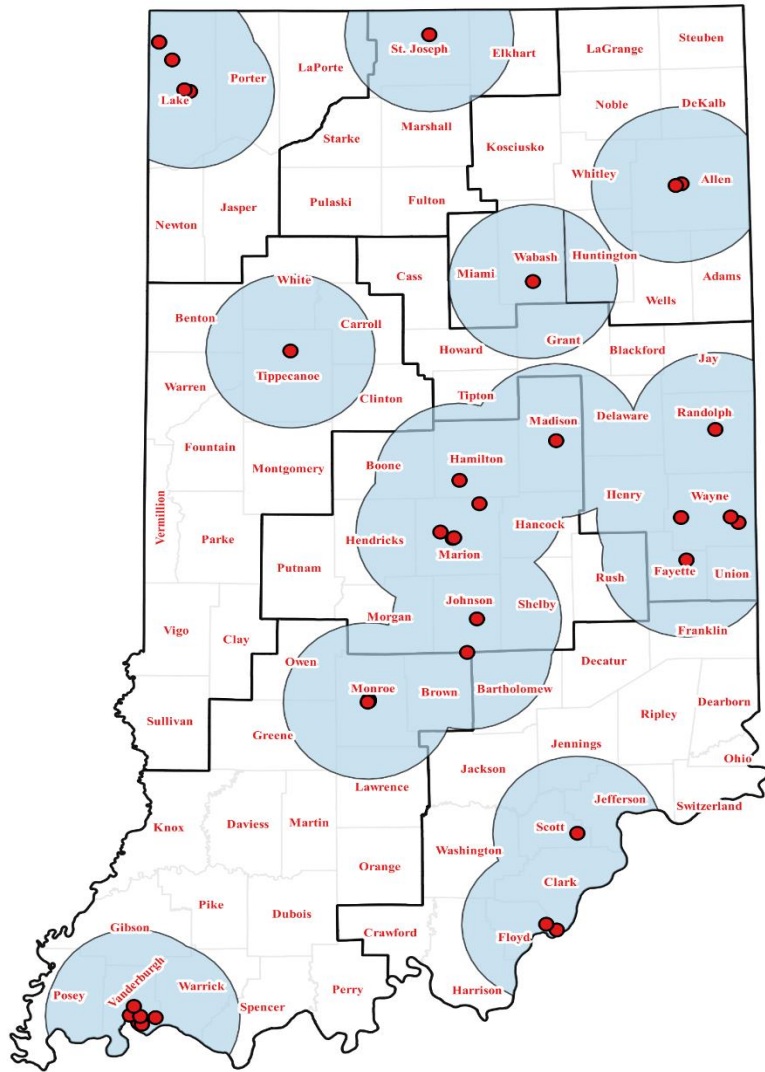 St. Joseph
Elkhart
LaGrange
Steuben
LaPorte
Porter
Lake
Noble
DeKalb
Starke
Marshall
Kosciusko
Whitley
Allen
Newton
Jasper
Pulaski
Fulton
Miami
Wabash
Huntington
Wells
Adams
White
Cass
Benton
Carroll
Tippecanoe
Howard
Grant
Blackford
Jay
Warren
Clinton
Tipton
Madison
Delaware
Randolph
Fountain
Montgomery
Boone
Hamilton
Henry
Wayne
Vermillion
Parke
Putnam
Hendricks
Marion
Hancock
Rush
Fayette
Union
Vigo
Clay
Morgan
Johnson
Shelby
Franklin
Owen
Monroe
Brown
Bartholomew
Decatur
Sullivan
Greene
Ripley
Dearborn
Jennings
Ohio
Jackson
Lawrence
Jefferson
Switzerland
Knox
Daviess
Martin
Scott
Washington
Orange
Clark
Pike
Dubois
Gibson
Crawford
Floyd
Posey
Vanderburgh
Warrick
Spencer
Perry
Harrison